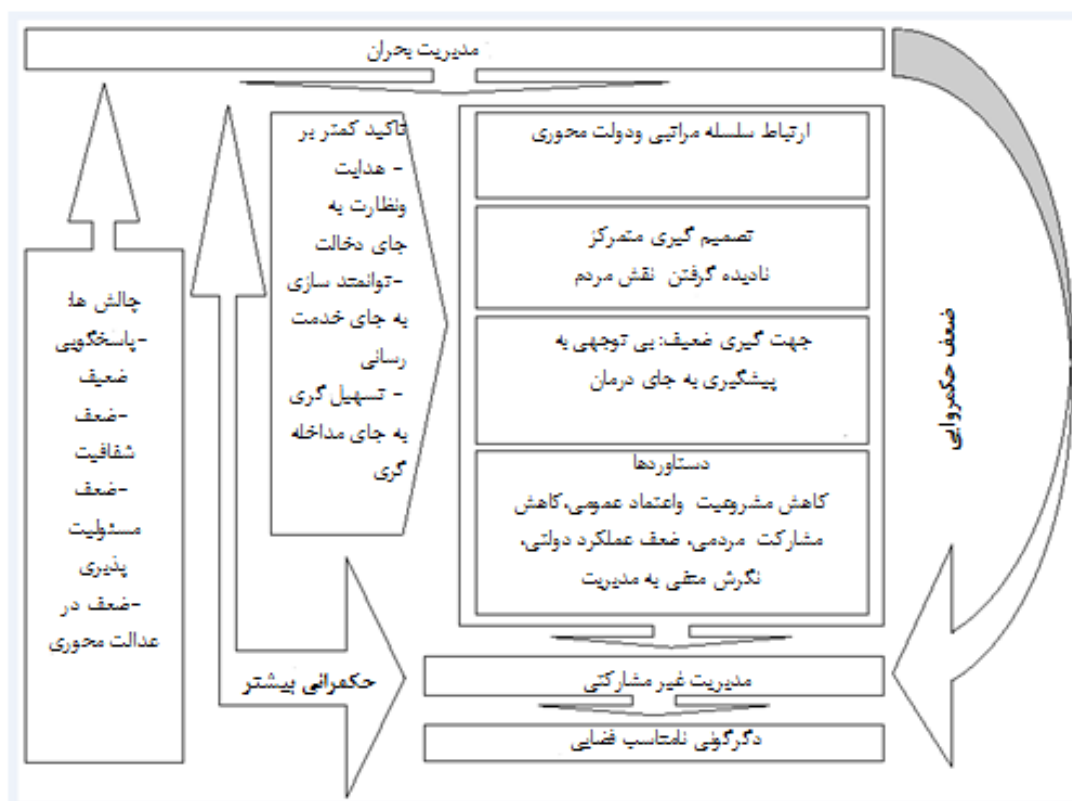 مدیریت بحران
ارتباط سلسله مراتبی ودولت محوری
تصمیم گیری متمرکز
نادیده گرفتن نقش مردم
جهت گیری ضعیف: بی توجهی به
پیشگیری به جای درمان
دستاوردها
کاهش مشروعیت واعتماد عمومی،کاهش
مشارکت مردمی، ضعف عملکرد دولتی،
نگرش منفی به مدیریت
تاکید کمتر بر
- هدایت
ونظارت به
جای دخالت
-توانمتد سازی
به جای خدمت
رسانی
- تسهیل گری
به جای مداخله
گری
چالش ها:
-پاسخگویی
ضعیف
-ضعف
شفافیت
-ضعف
مسئولیت
پذیری
-ضعف در
عدالت محوری
ضعف حکمروایی
حکمرانی بیشتر
مدیریت غیر مشارکتی
دگرگونی نامتاسب فضایی